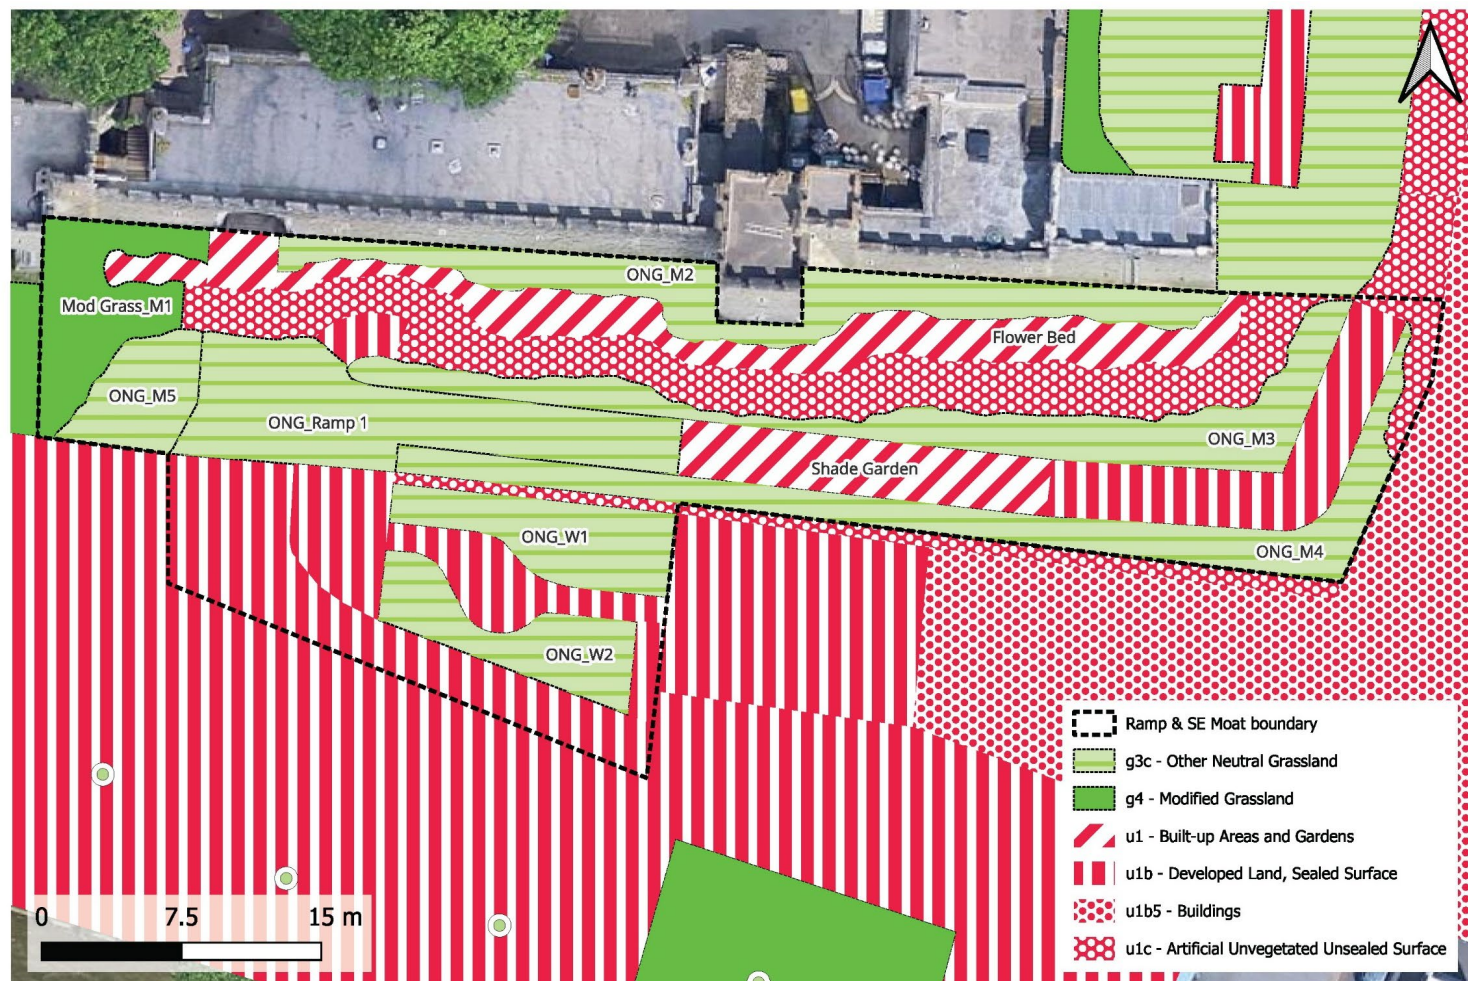 ONG_M2
Mod Grass_M1
Flower Bed
ONG_M5
ONG_Ramp 1
ONG_M3
Shade Garden
ONG_W1
ONG_M4
ONG_W2
Ramp & SE Moat boundary
g3c - Other Neutral Grassland
g4 - Modified Grassland
u1 - Built-up Areas and Gardens
u1b - Developed Land, Sealed Surface
u1b5 - Buildings
u1c - Artificial Unvegetated Unsealed Surface
0 7.5 15 m